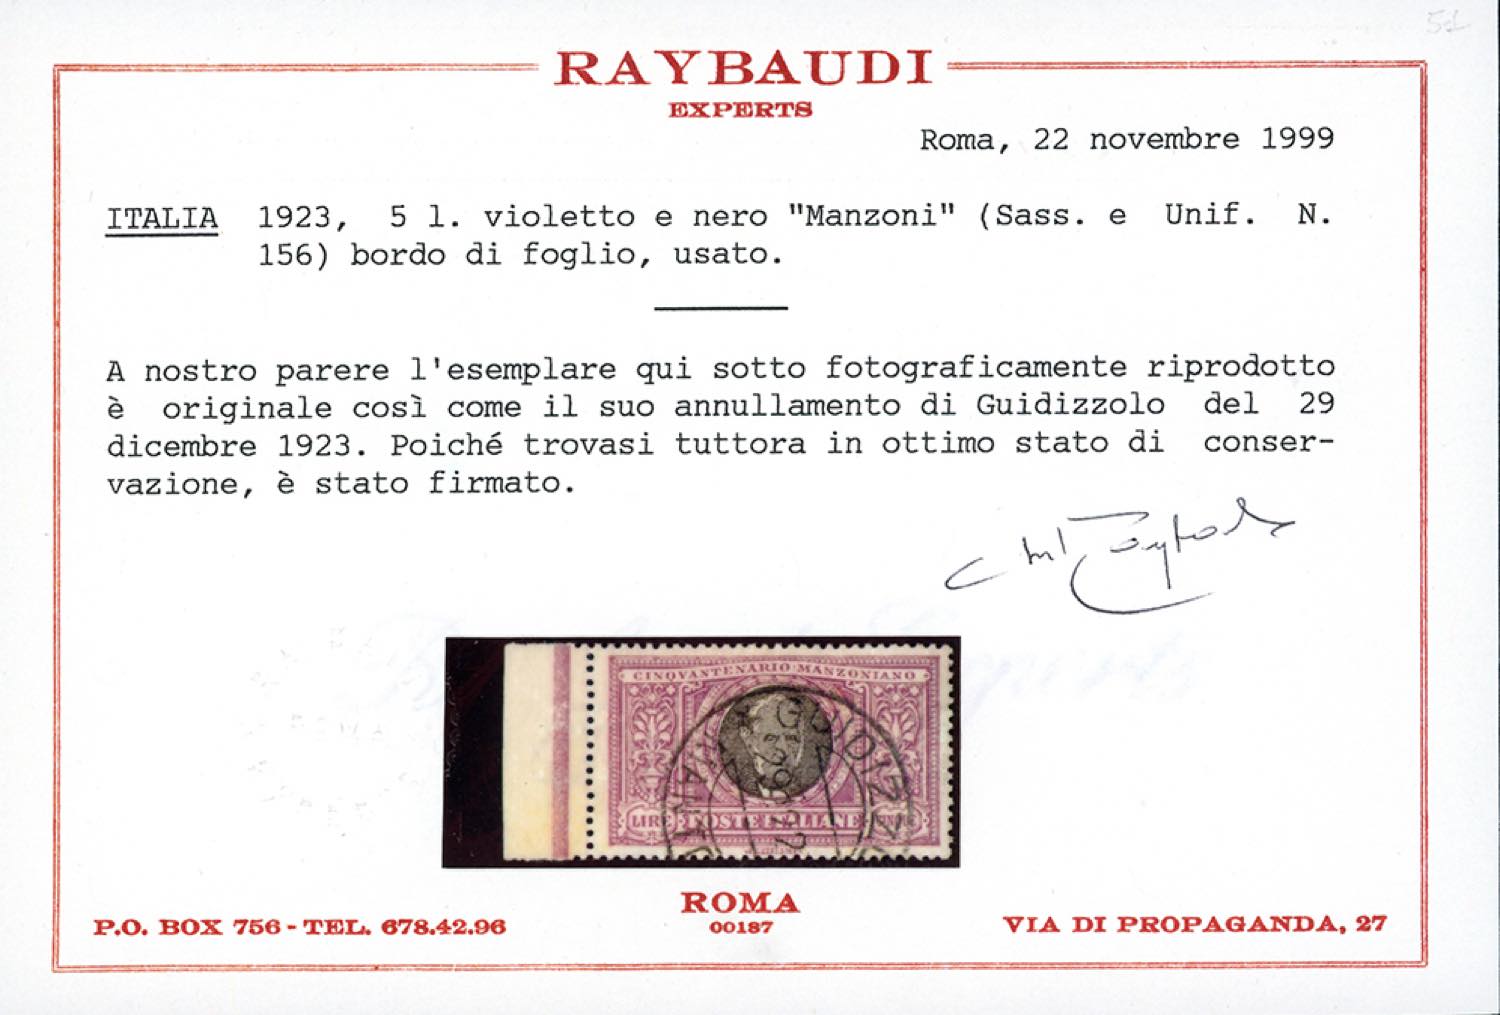 RAYBAUDI
EXPERTS
Roma, 22 novembre 1999
ITALIA 1923, 5 l. violetto e nero "Manzoni" (Sass. e Unif. N.
156) bordo di foglio, usato.
A nostro parere l'esemplare qui sotto fotograficamente riprodotto
è originale così come il suo annullamento di Guidizzolo del 29
dicembre 1923. Poiché trovasi tuttora in ottimo stato di conser-
vazione, è stato firmato.
CINQVANTENARIO MANZONIANO
GUIDIZZ
LIRE POSTE ITALIANE
ROMA
00187
P.O. BOX 756 - TEL. 678.42.96
VIA DI PROPAGANDA, 27